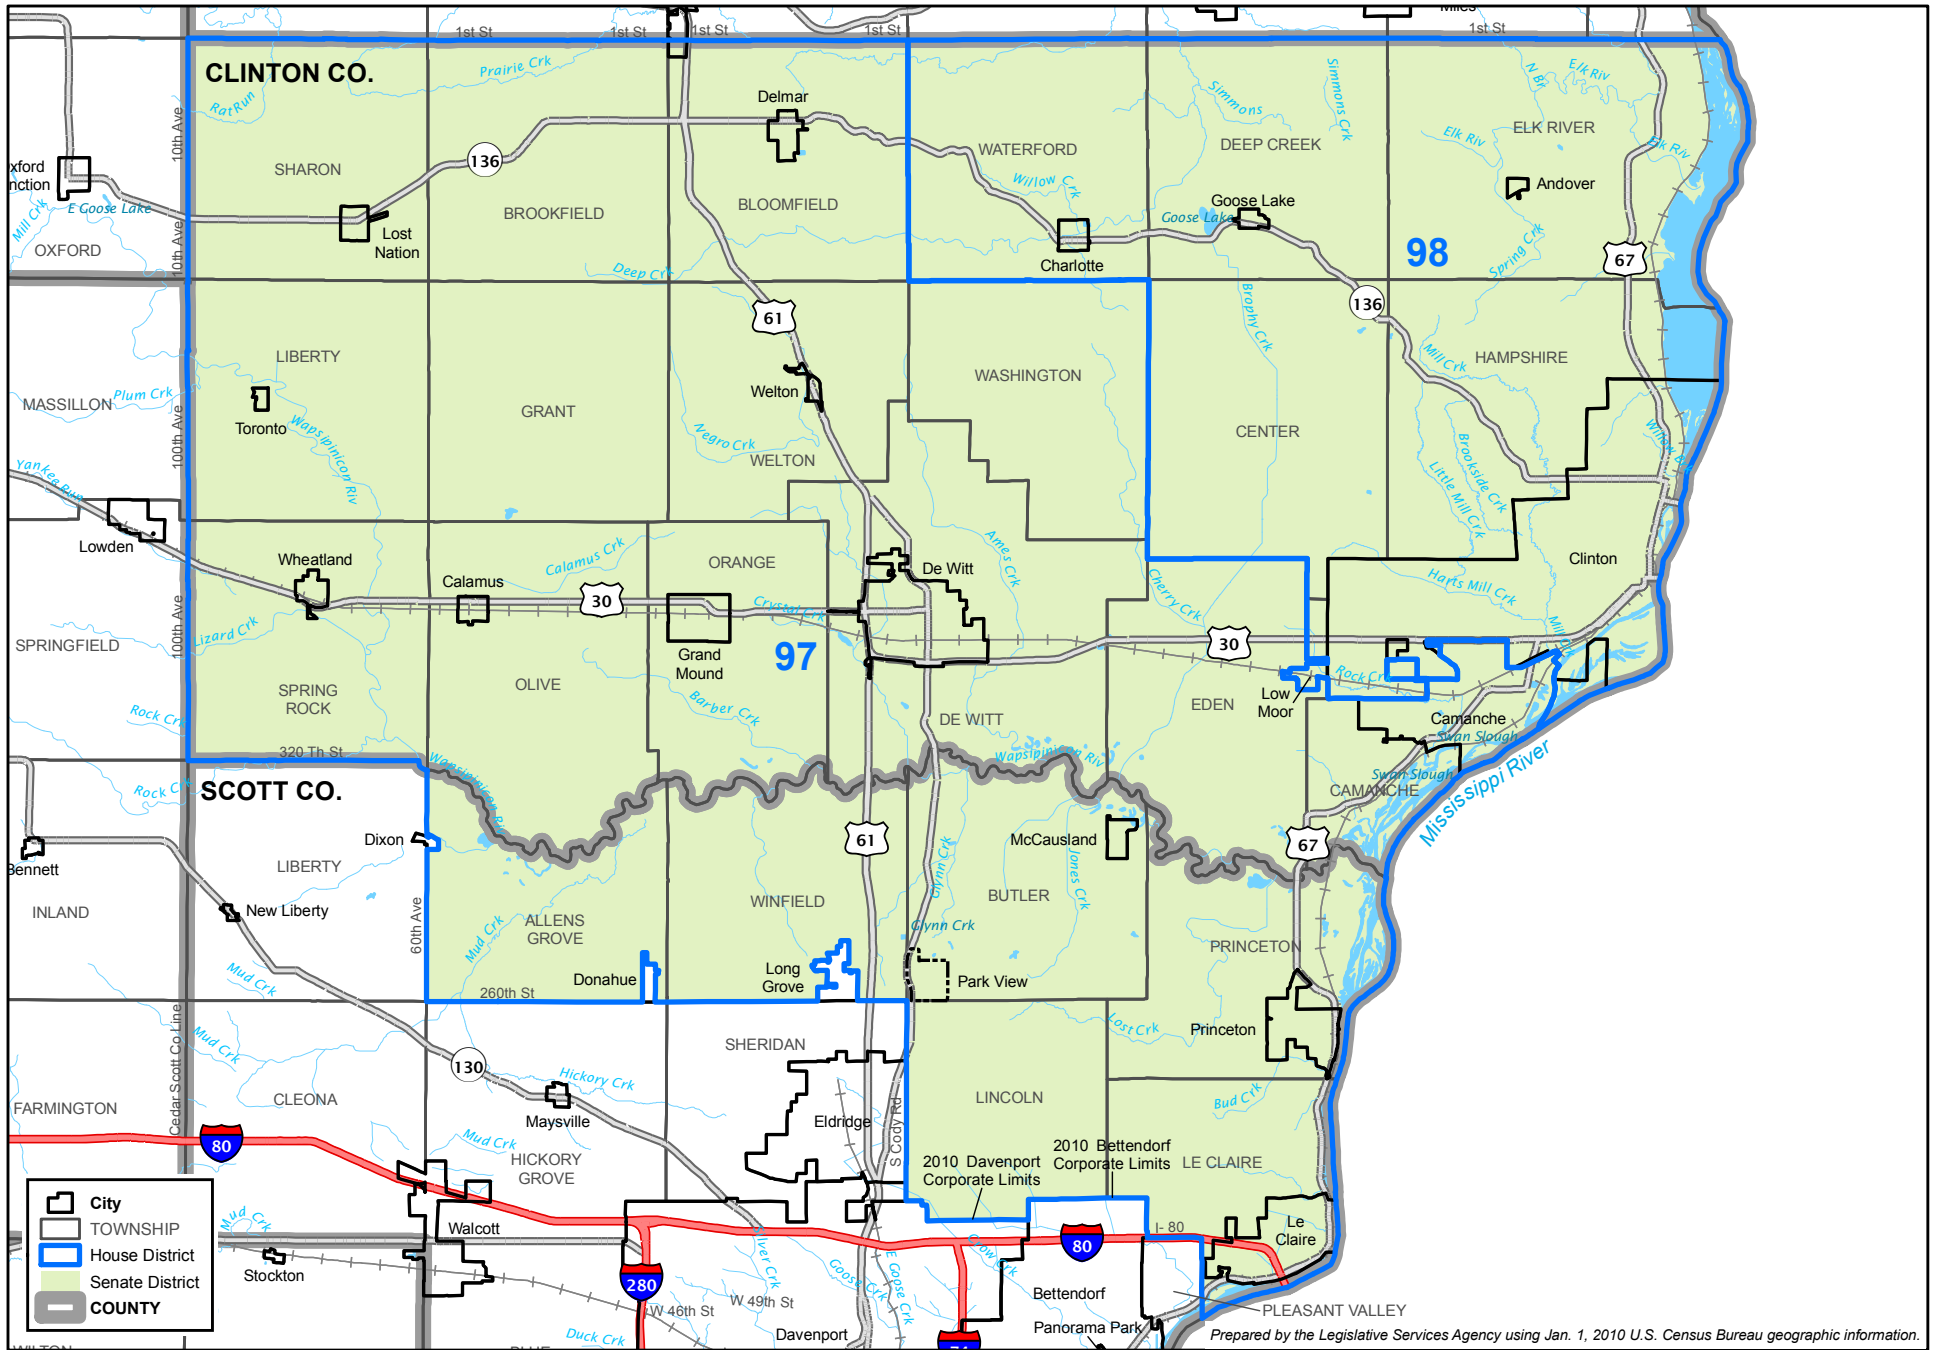 Miles
1st St
1st St
1st St
1st St
1st St
CLINTON CO.
Prairie Crk
Rat Run
10th Ave
Delmar
Simmons
Simmons Crk
N Br
Elk Riv
ELK RIVER
Elk Riv
Elk Riv
DEEP CREEK
WATERFORD
Willow Crk
136
SHARON
BROOKFIELD
BLOOMFIELD
Andover
Goose Lake
Goose Lake
E Goose Lake
Mill Crk
OXFORD
10th Ave
Lost
Nation
Charlotte
98
Spring Crk
67
Deep Crk
Brophy Crk
136
61
LIBERTY
WASHINGTON
HAMPSHIRE
Mill Crk
MASSILLON
Plum Crk
Toronto
Wapsipinicon Riv
100th Ave
GRANT
Welton
Negro Crk
WELTON
CENTER
Brookside Crk
Little Mill Crk
Yankee Run
Lowden
Wheatland
Calamus
Calamus Crk
ORANGE
De Witt
Ames Crk
Cherry Crk
Harts Mill Crk
Clinton
30
Crystal Crk
Lizard Crk
100th Ave
SPRINGFIELD
Grand
Mound
97
30
Rock Crk
Low
Moor
EDEN
SPRING
ROCK
OLIVE
Barber Crk
DE WITT
Camanche
Swan Slough
Rock Crk
320 Th St
Wapsipinicon Riv
Wapsipinicon Riv
Swan Slough
CAMANCHE
Mississippi River
Rock Crk
SCOTT CO.
Dixon
Bennett
LIBERTY
61
McCausland
67
Glynn Crk
Jones Crk
INLAND
New Liberty
60th Ave
Mud Crk
ALLENS
GROVE
WINFIELD
BUTLER
Glynn Crk
PRINCETON
Mud Crk
Donahue
Long
Grove
Park View
260th St
Cedar Scott Co Line
Mud Crk
Lost Crk
Princeton
SHERIDAN
130
Hickory Crk
FARMINGTON
CLEONA
Maysville
Eldridge
S Cody Rd
LINCOLN
Bud Crk
80
Mud Crk
HICKORY
GROVE
2010 Davenport
Corporate Limits
2010 Bettendorf
Corporate Limits
LE CLAIRE
City
TOWNSHIP
House District
Senate District
COUNTY
Mud Crk
Walcott
Stockton
280
Silver Crk
Goose Crk
E Goose Crk
Crow Crk
80
I- 80
Le
Claire
W 46th St
W 49th St
Bettendorf
PLEASANT VALLEY
Duck Crk
Davenport
Panorama Park
Prepared by the Legislative Services Agency using Jan. 1, 2010 U.S. Census Bureau geographic information.